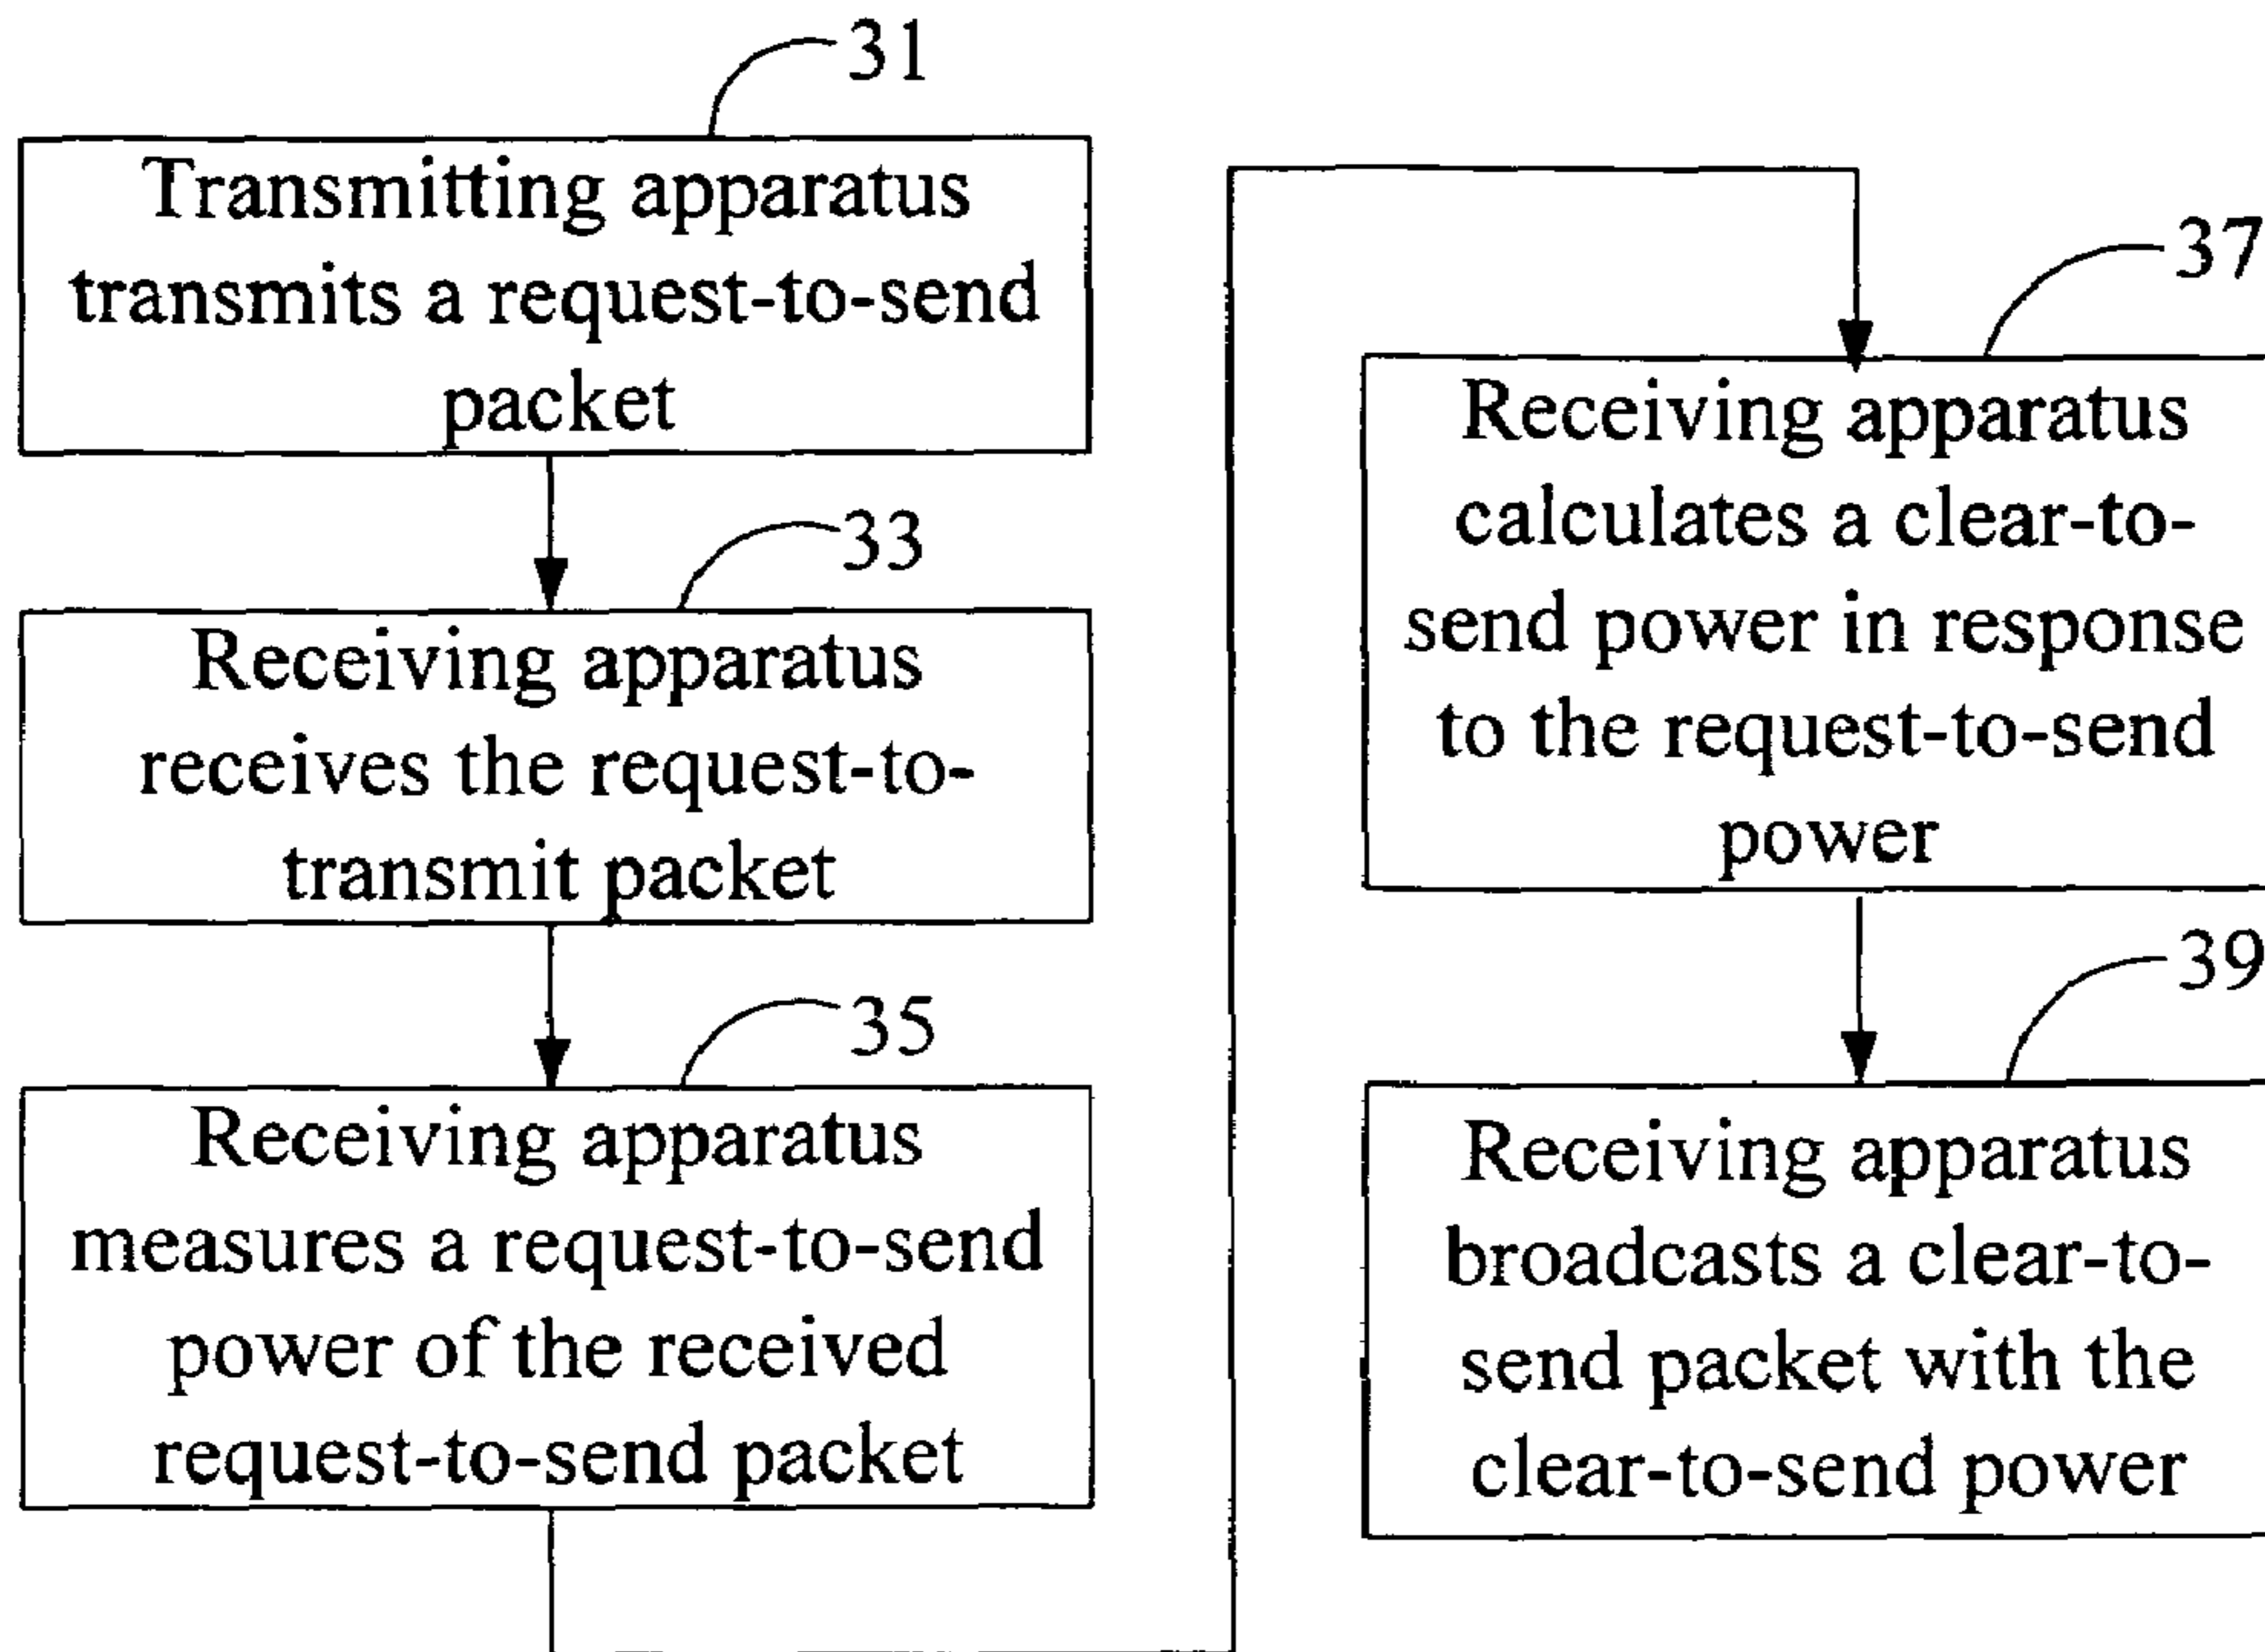 31
Transmitting apparatus
transmits a request-to-send
packet
33
Receiving apparatus
receives the request-to-
transmit packet
35
Receiving apparatus
measures a request-to-send
power of the received
request-to-send packet
37
Receiving apparatus
calculates a clear-to-
send power in response
to the request-to-send
power
39
Receiving apparatus
broadcasts a clear-to-
send packet with the
clear-to-send power